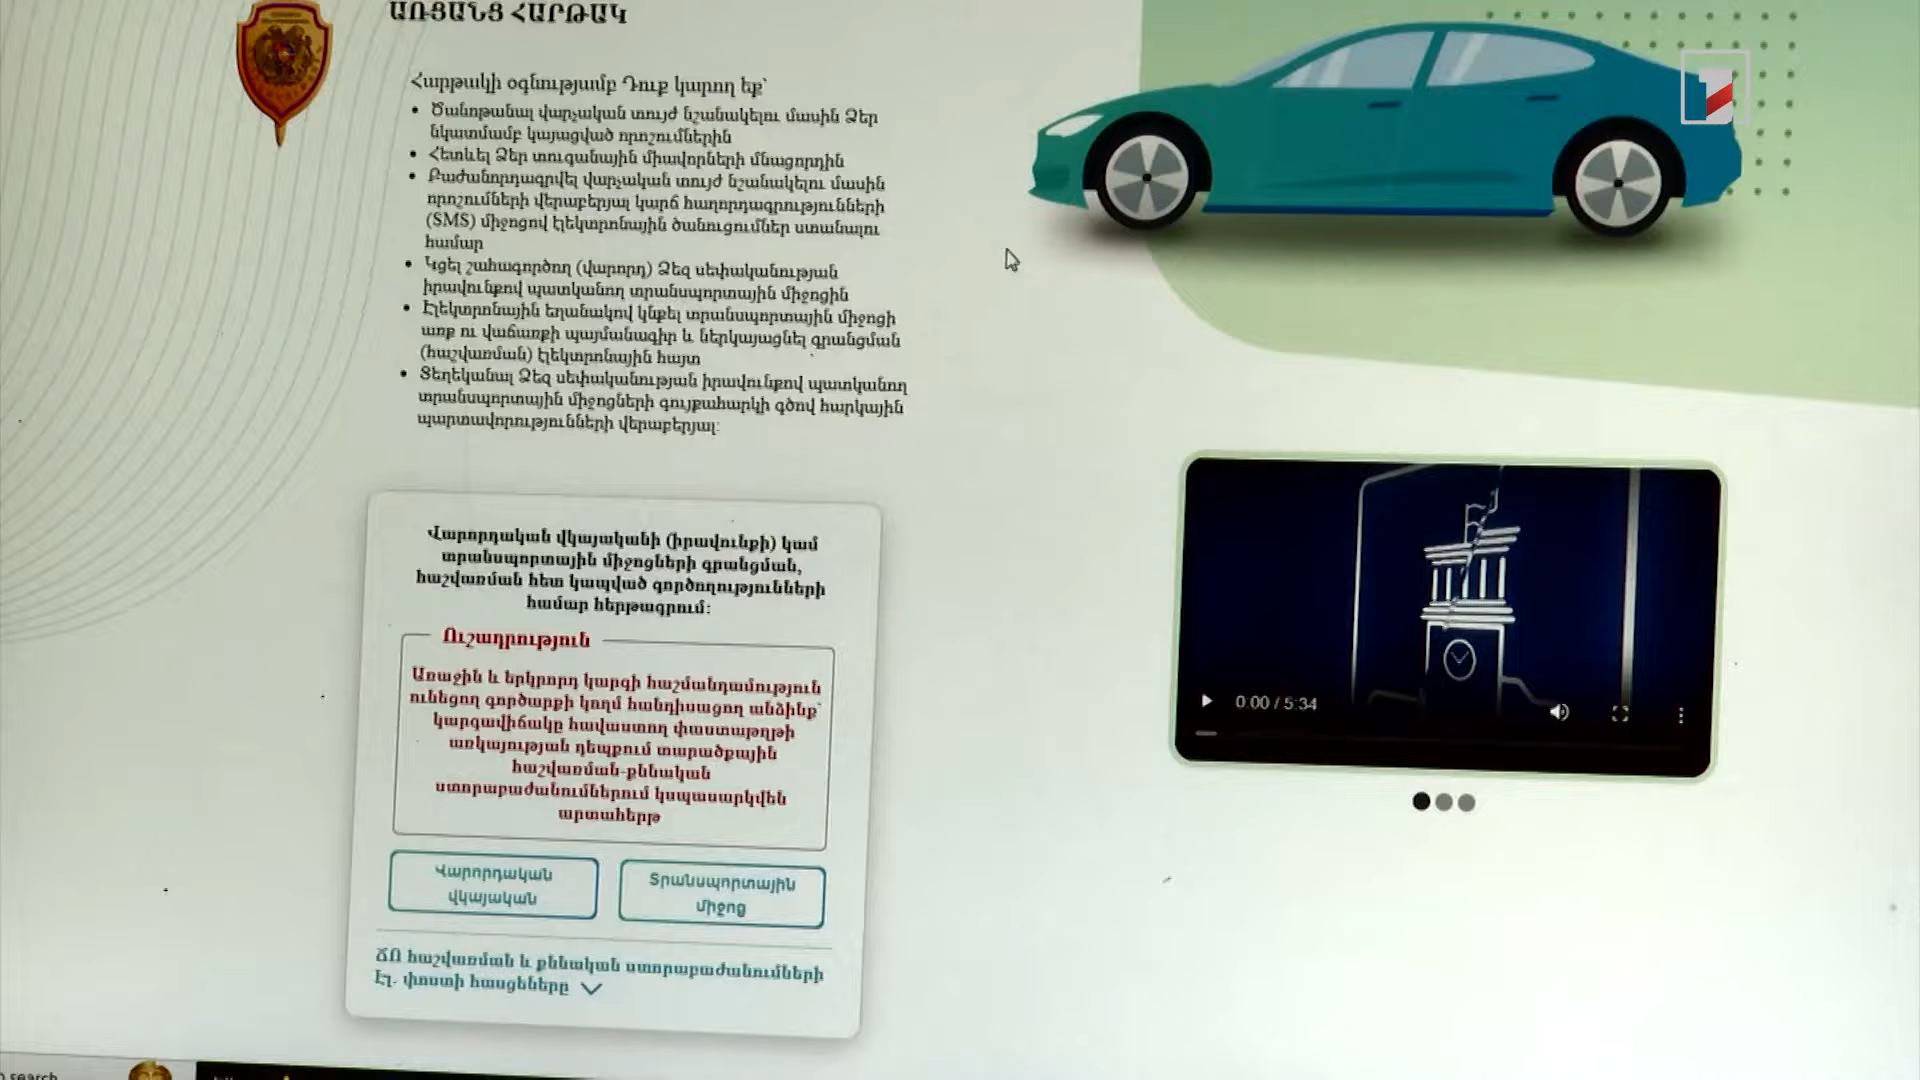 ԱՌՑԱՆՑ ՀԱՐԹԱԿ
Հարթակի օգնությամբ Դուք կարող եք՝
• Ծանոթանալ վարչական տույժ նշանակելու մասին Ձեր
նկատմամբ կայացված որոշումներին
• Հետևել Ձեր տուգանային միավորների մնացորդին
• Բաժանորդագրվել վարչական տույժ նշանակելու մասին
որոշումների վերաբերյալ կարճ հաղորդագրությունների
(SMS) միջոցով էլեկտրոնային ծանուցումներ ստանալու
համար
• Կցել շահագործող (վարորդ) Ձեզ սեփականության
իրավունքով պատկանող տրանսպորտային միջոցին
• Էլեկտրոնային եղանակով կնքել տրանսպորտային միջոցի
առք ու վաճառքի պայմանագիր և ներկայացնել գրանցման
(հաշվառման) էլեկտրոնային հայտ
• Տեղեկանալ Ձեզ սեփականության իրավունքով պատկանող
տրանսպորտային միջոցների գույքահարկի գծով հարկային
պարտավորությունների վերաբերյալ:
Վարորդական վկայականի (իրավունքի) կամ
տրանսպորտային միջոցների գրանցման,
հաշվառման հետ կապված գործողությունների
համար հերթագրում:
Ուշադրություն
Առաջին և երկրորդ կարգի հաշմանդամություն
ունեցող գործարքի կողմ հանդիսացող անձինք՝
կարգավիճակը հավաստող փաստաթղթի
առկայության դեպքում տարածքային
հաշվառման-քննական
ստորաբաժանումներում կսպասարկվեն
արտահերթ
Վարորդական
վկայական
Տրանսպորտային
միջոց
ՃՈ հաշվառման և քննական ստորաբաժանումների
Էլ. փոստի հասցեները
0:00 / 5:34
search